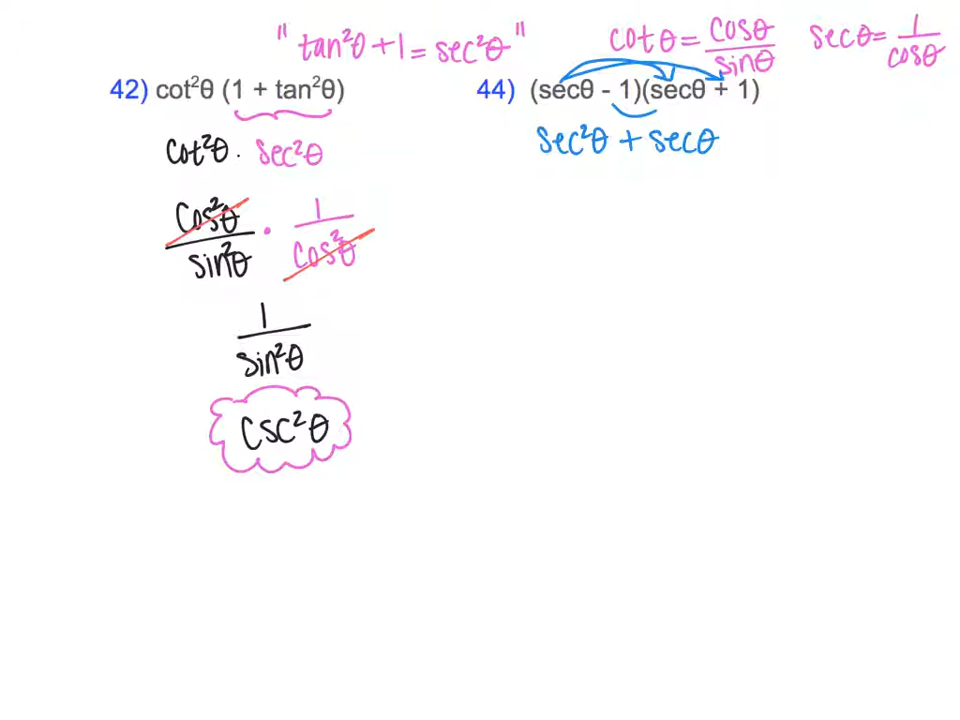 " tan²θ + 1 = sec²θ "
cotθ = cosθ/sinθ
secθ = 1/cosθ
42) cot²θ (1 + tan²θ)
cot²θ · sec²θ
cos²θ/sin²θ · 1/cos²θ
1/sin²θ
csc²θ
44) (secθ - 1)(secθ + 1)
sec²θ + secθ